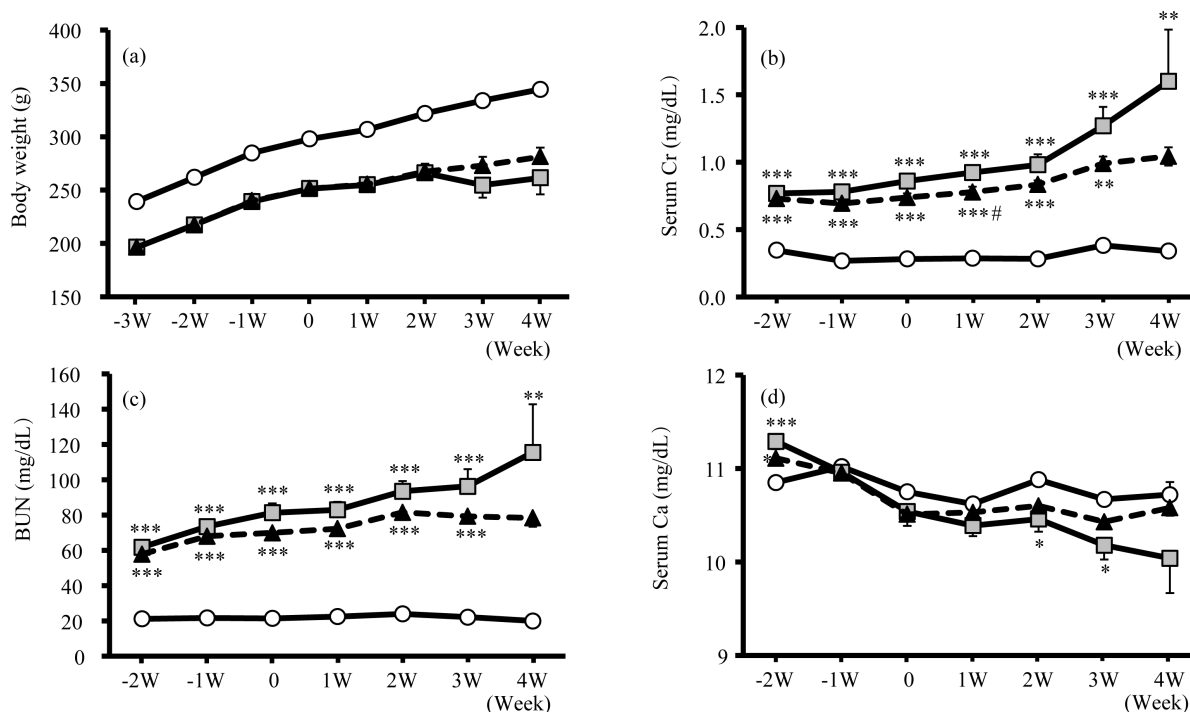 (a)
Body weight (g)
400
350
300
250
200
150
-3W -2W -1W 0 1W 2W 3W 4W
(Week)
(b)
Serum Cr (mg/dL)
2.0
1.5
1.0
0.5
0.0
**
*** *** *** *** *** ***
*** *** *** ***# *** **
-2W -1W 0 1W 2W 3W 4W
(Week)
(c)
BUN (mg/dL)
160
140
120
100
80
60
40
20
0
**
*** *** *** *** *** ***
*** *** *** *** *** ***
-2W -1W 0 1W 2W 3W 4W
(Week)
(d)
Serum Ca (mg/dL)
12
11
10
9
***
*
* *
-2W -1W 0 1W 2W 3W 4W
(Week)